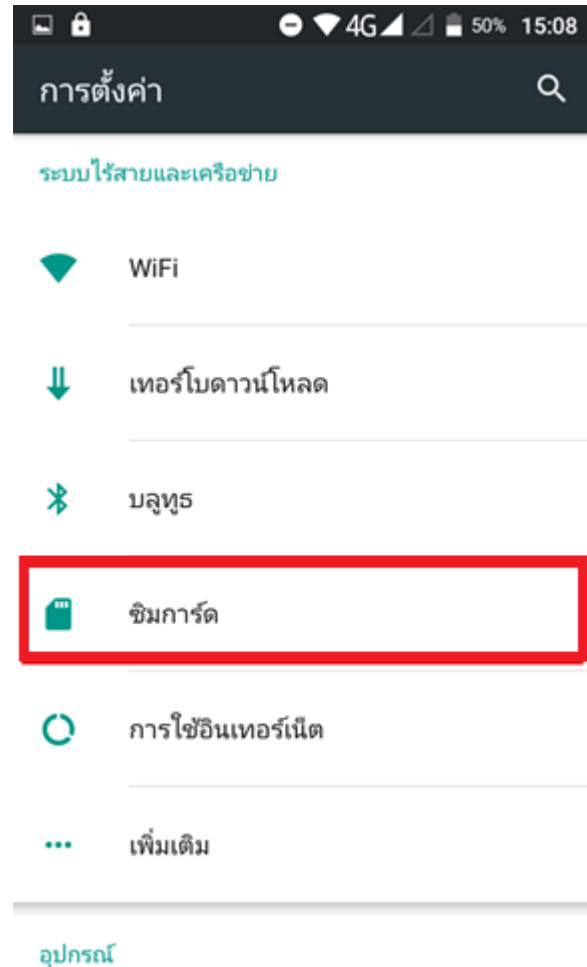 4G 50% 15:08
การตั้งค่า
ระบบไร้สายและเครือข่าย
WiFi
เทอร์โบดาวน์โหลด
บลูทูธ
ซิมการ์ด
การใช้อินเทอร์เน็ต
เพิ่มเติม
อุปกรณ์